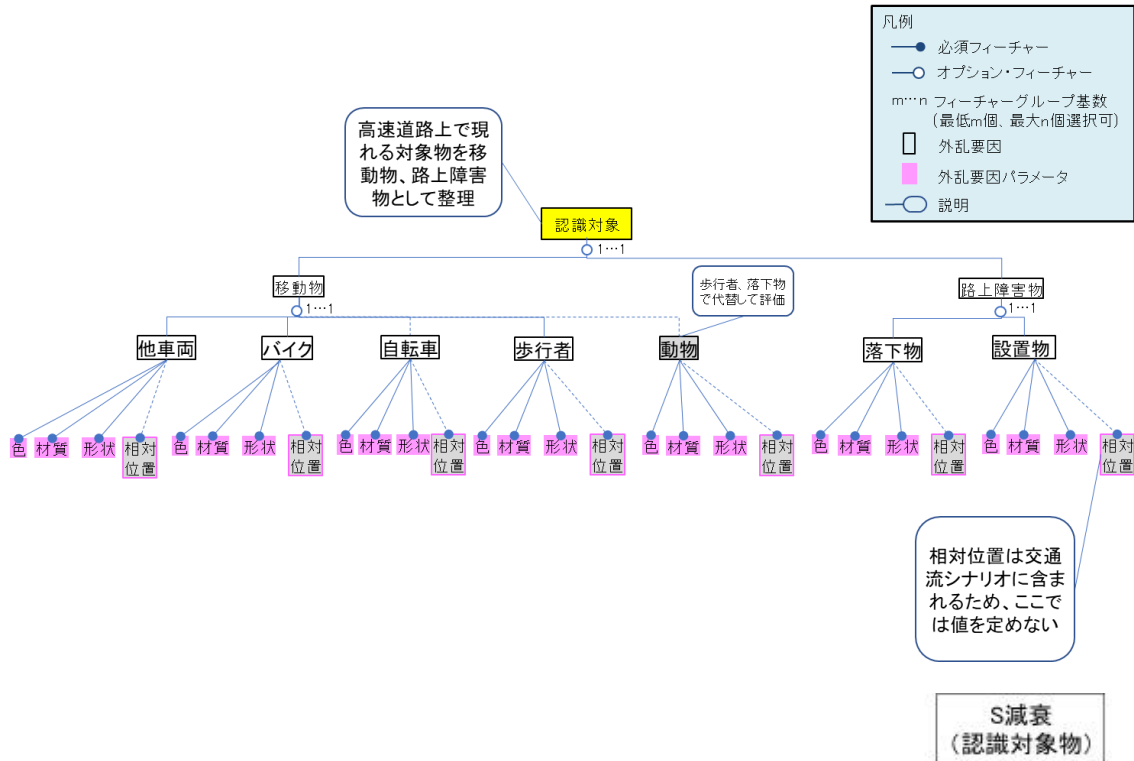 凡例
必須フィーチャー
オプション・フィーチャー
m…n フィーチャーグループ基数
(最低m個、最大n個選択可)
外乱要因
外乱要因パラメータ
説明
高速道路上で現
れる対象物を移
動物、路上障害
物として整理
認識対象
1…1
移動物
1…1
歩行者、落下物
で代替して評価
路上障害物
1…1
他車両
バイク
自転車
歩行者
動物
落下物
設置物
色 材質 形状 相対
位置
色 材質 形状 相対
位置
色 材質 形状 相対
位置
色 材質 形状 相対
位置
色 材質 形状 相対
位置
色 材質 形状 相対
位置
色 材質 形状 相対
位置
相対位置は交通
流シナリオに含ま
れるため、ここで
は値を定めない
S減衰
(認識対象物)